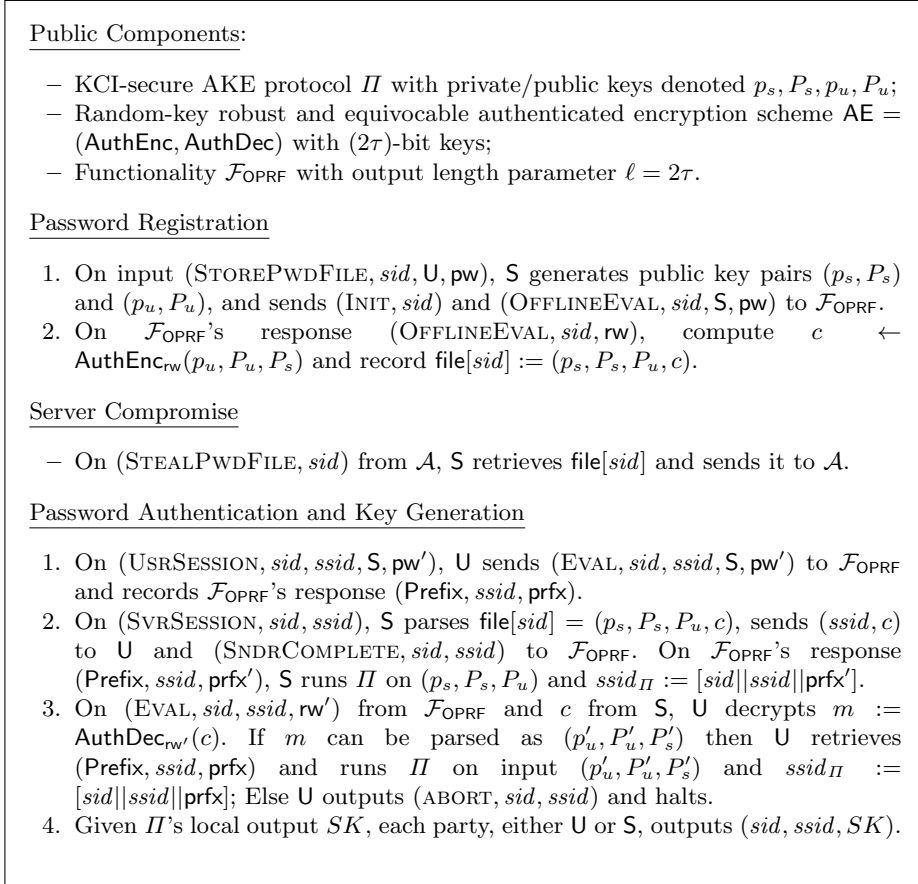 Public Components:
– KCI-secure AKE protocol Π with private/public keys denoted p_s, P_s, p_u, P_u;
– Random-key robust and equivocable authenticated encryption scheme AE =
(AuthEnc, AuthDec) with (2τ)-bit keys;
– Functionality F_OPRF with output length parameter ℓ = 2τ.
Password Registration
1. On input (STOREPWDFILE, sid, U, pw), S generates public key pairs (p_s, P_s)
and (p_u, P_u), and sends (INIT, sid) and (OFFLINEEVAL, sid, S, pw) to F_OPRF.
2. On F_OPRF's response (OFFLINEEVAL, sid, rw), compute c ←
AuthEnc_rw(p_u, P_u, P_s) and record file[sid] := (p_s, P_s, P_u, c).
Server Compromise
– On (STEALPWDFILE, sid) from A, S retrieves file[sid] and sends it to A.
Password Authentication and Key Generation
1. On (USRSESSION, sid, ssid, S, pw′), U sends (EVAL, sid, ssid, S, pw′) to F_OPRF
and records F_OPRF's response (Prefix, ssid, prfx).
2. On (SVRSESSION, sid, ssid), S parses file[sid] = (p_s, P_s, P_u, c), sends (ssid, c)
to U and (SNDRCOMPLETE, sid, ssid) to F_OPRF. On F_OPRF's response
(Prefix, ssid, prfx′), S runs Π on (p_s, P_s, P_u) and ssid_Π := [sid||ssid||prfx′].
3. On (EVAL, sid, ssid, rw′) from F_OPRF and c from S, U decrypts m :=
AuthDec_rw′(c). If m can be parsed as (p′_u, P′_u, P′_s) then U retrieves
(Prefix, ssid, prfx) and runs Π on input (p′_u, P′_u, P′_s) and ssid_Π :=
[sid||ssid||prfx]; Else U outputs (ABORT, sid, ssid) and halts.
4. Given Π's local output SK, each party, either U or S, outputs (sid, ssid, SK).